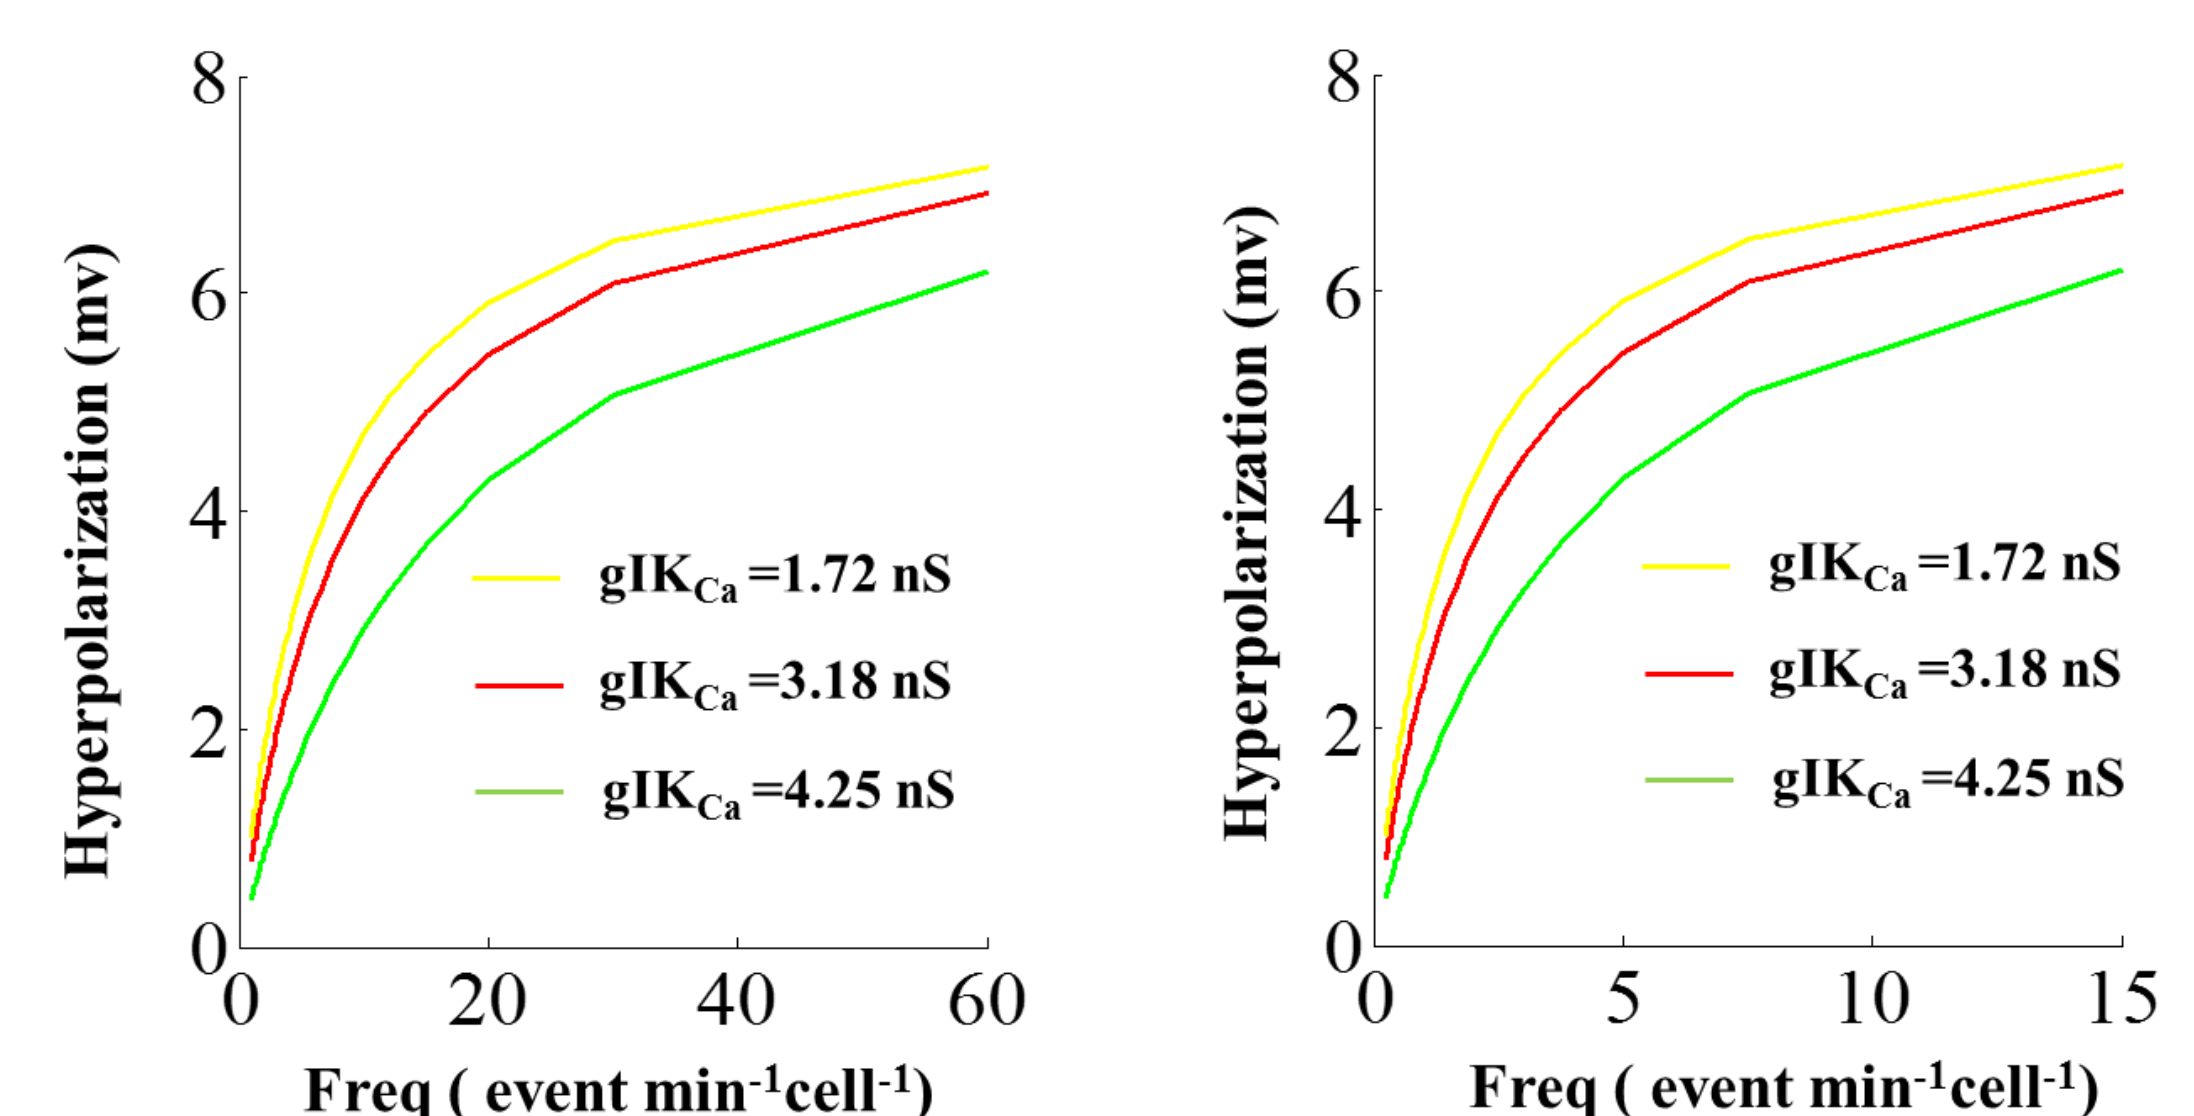 Hyperpolarization (mv)
8
6
4
2
0
gIKCa =1.72 nS
gIKCa =3.18 nS
gIKCa =4.25 nS
0 20 40 60
Freq ( event min-1cell-1)
Hyperpolarization (mv)
8
6
4
2
0
gIKCa =1.72 nS
gIKCa =3.18 nS
gIKCa =4.25 nS
0 5 10 15
Freq ( event min-1cell-1)